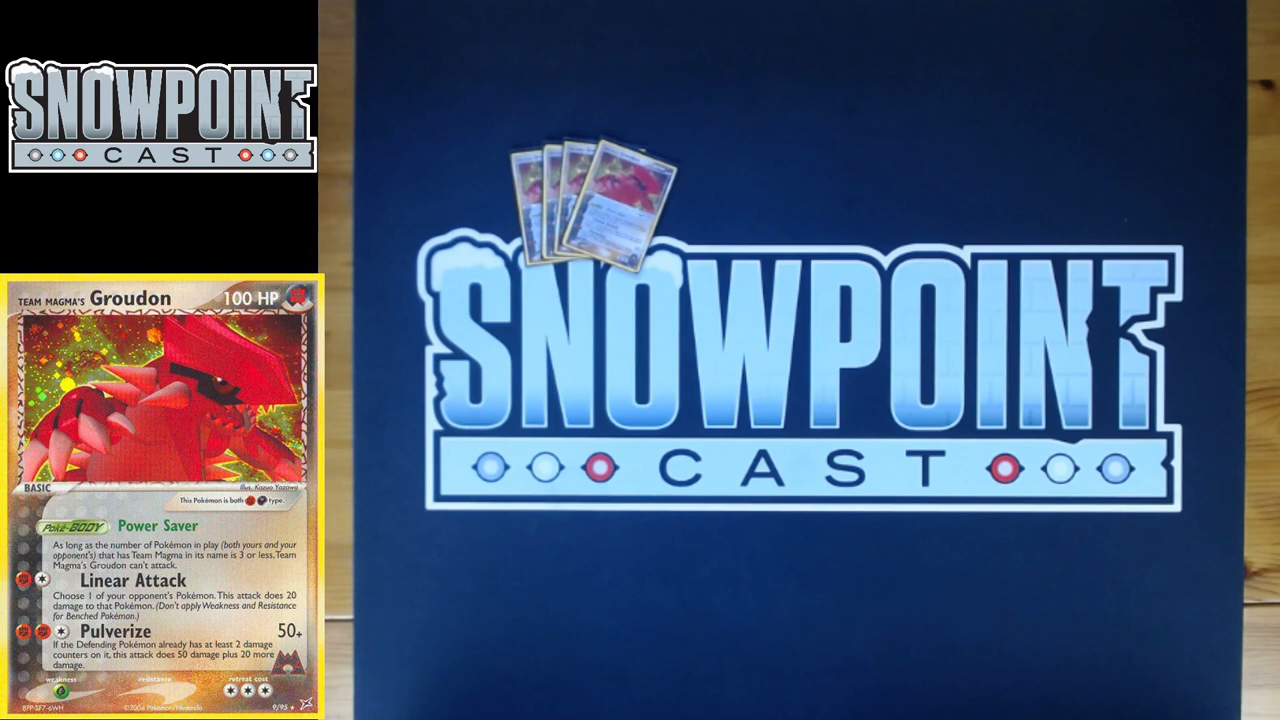 SNOWPOINT
CAST
TEAM MAGMA'S Groudon 100 HP
BASIC
Illus. Kazuo Yazawa
This Pokémon is both type.
Poké-BODY Power Saver
As long as the number of Pokémon in play (both yours and your
opponent's) that has Team Magma in its name is 3 or less, Team
Magma's Groudon can't attack.
Linear Attack
Choose 1 of your opponent's Pokémon. This attack does 20
damage to that Pokémon. (Don't apply Weakness and Resistance
for Benched Pokémon.)
Pulverize 50+
If the Defending Pokémon already has at least 2 damage
counters on it, this attack does 50 damage plus 20 more
damage.
weakness resistance retreat cost
©2004 Pokémon/Nintendo
9/95
SNOWPOINT
CAST